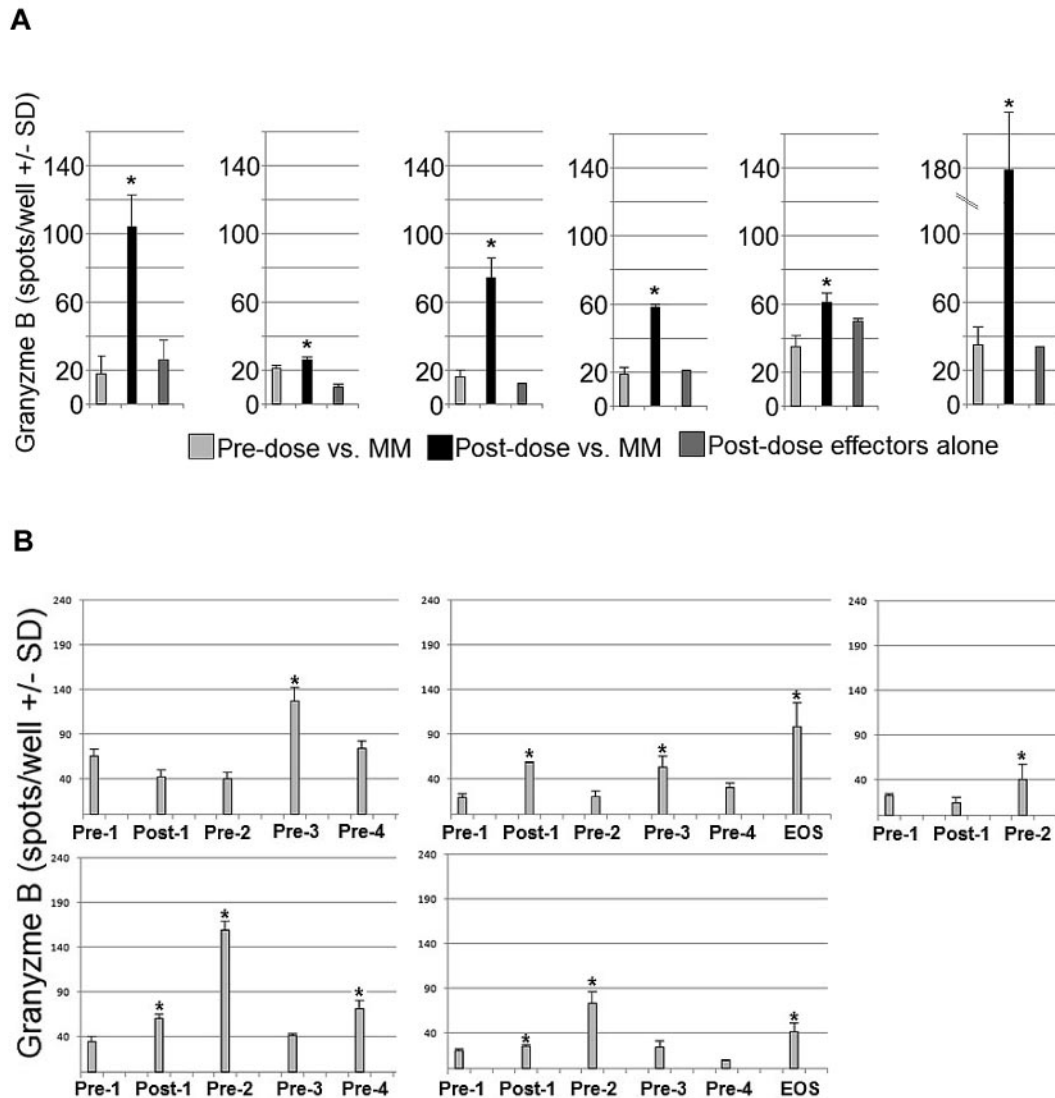 A
Granyzme B (spots/well +/- SD)
140 100 60 20 0
*
140 100 60 20 0
*
140 100 60 20 0
*
140 100 60 20 0
*
140 100 60 20 0
*
180 100 60 20 0
*
Pre-dose vs. MM Post-dose vs. MM Post-dose effectors alone
B
Granyzme B (spots/well +/- SD)
240 190 140 90 40
*
Pre-1 Post-1 Pre-2 Pre-3 Pre-4
240 190 140 90 40
* * *
Pre-1 Post-1 Pre-2 Pre-3 Pre-4 EOS
240 190 140 90 40
*
Pre-1 Post-1 Pre-2
240 190 140 90 40
* * *
Pre-1 Post-1 Pre-2 Pre-3 Pre-4
240 190 140 90 40
* * *
Pre-1 Post-1 Pre-2 Pre-3 Pre-4 EOS